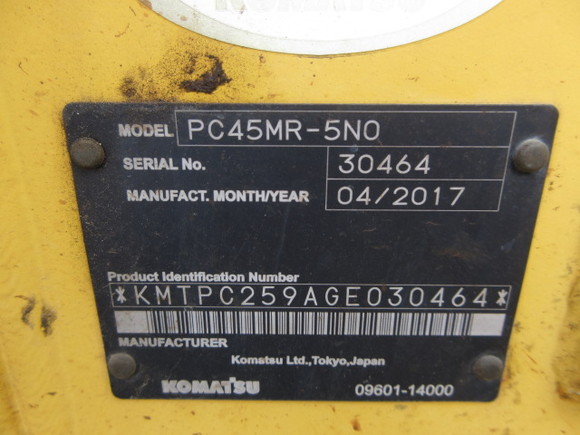 KOMATSU
MODEL PC45MR-5N0
SERIAL No. 30464
MANUFACT. MONTH/YEAR 04/2017
Product Identification Number
*KMTPC259AGE030464*
MANUFACTURER
Komatsu Ltd.,Tokyo,Japan
KOMATSU 09601-14000